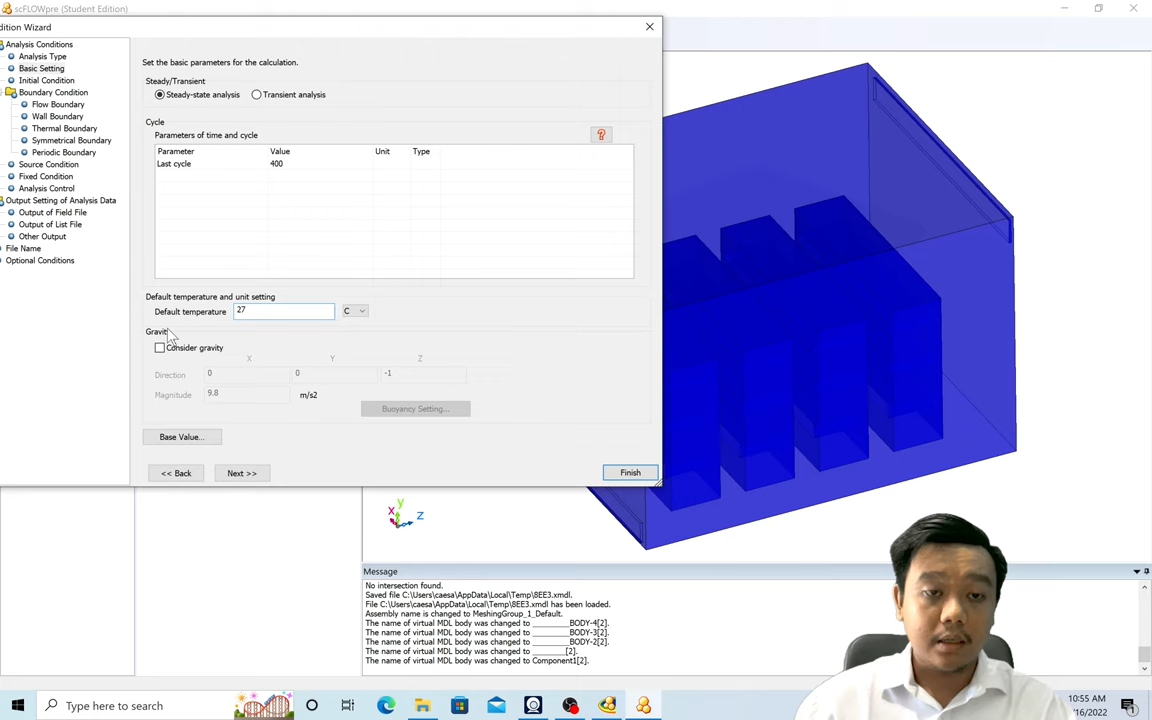 scFLOWpre (Student Edition)
dition Wizard
Analysis Conditions
Analysis Type
Basic Setting
Initial Condition
Boundary Condition
Flow Boundary
Wall Boundary
Thermal Boundary
Symmetrical Boundary
Periodic Boundary
Source Condition
Fixed Condition
Analysis Control
Output Setting of Analysis Data
Output of Field File
Output of List File
Other Output
File Name
Optional Conditions
Set the basic parameters for the calculation.
Steady/Transient
Steady-state analysis Transient analysis
Cycle
Parameters of time and cycle
?
Parameter Value Unit Type
Last cycle 400
Default temperature and unit setting
Default temperature 27 C
Gravity
Consider gravity
X Y Z
Direction 0 0 -1
Magnitude 9.8 m/s2
Buoyancy Setting...
Base Value...
<< Back Next >> Finish
X Y Z
Message
No intersection found.
Saved file C:\Users\caesa\AppData\Local\Temp\8EE3.xmdl.
File C:\Users\caesa\AppData\Local\Temp\8EE3.xmdl has been loaded.
Assembly name is changed to MeshingGroup_1_Default.
The name of virtual MDL body was changed to ________BODY-4[2].
The name of virtual MDL body was changed to ________BODY-3[2].
The name of virtual MDL body was changed to ________BODY-2[2].
The name of virtual MDL body was changed to ________[2].
The name of virtual MDL body was changed to Component1[2].
Type here to search
10:55 AM
/16/2022